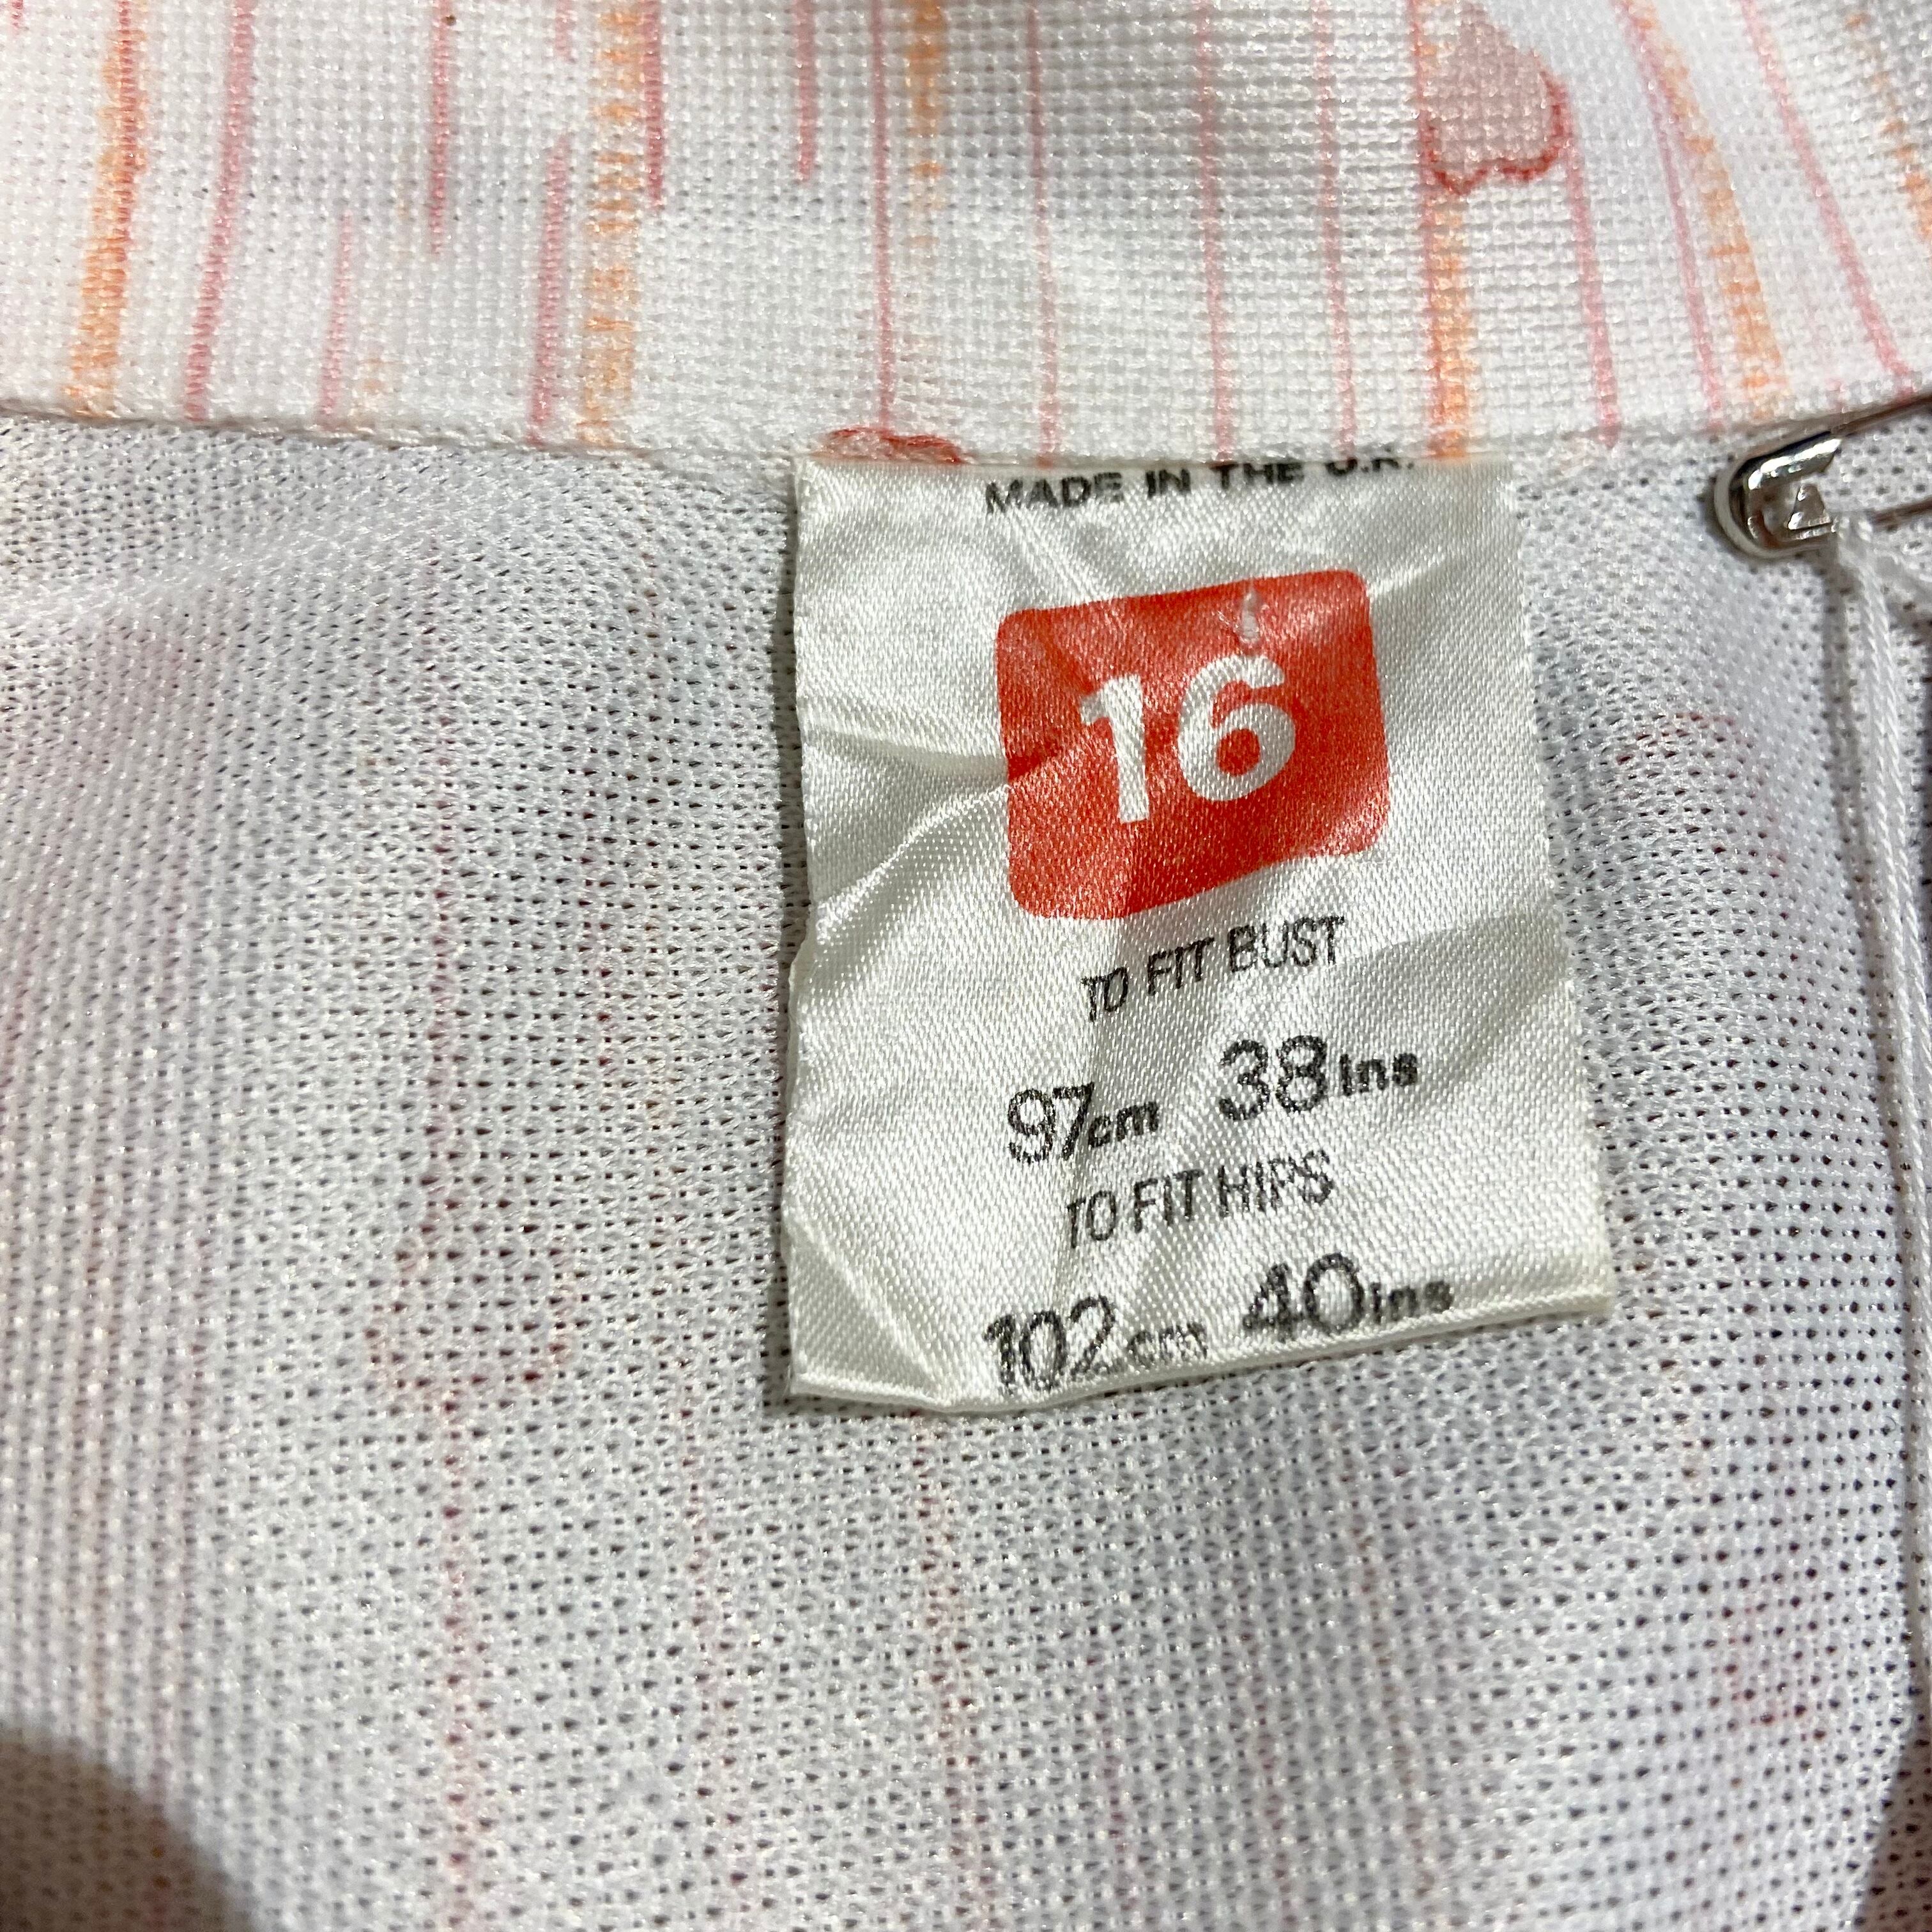 MADE IN THE U.K.
16
TO FIT BUST
97cm 38ins
TO FIT HIPS
102cm 40ins